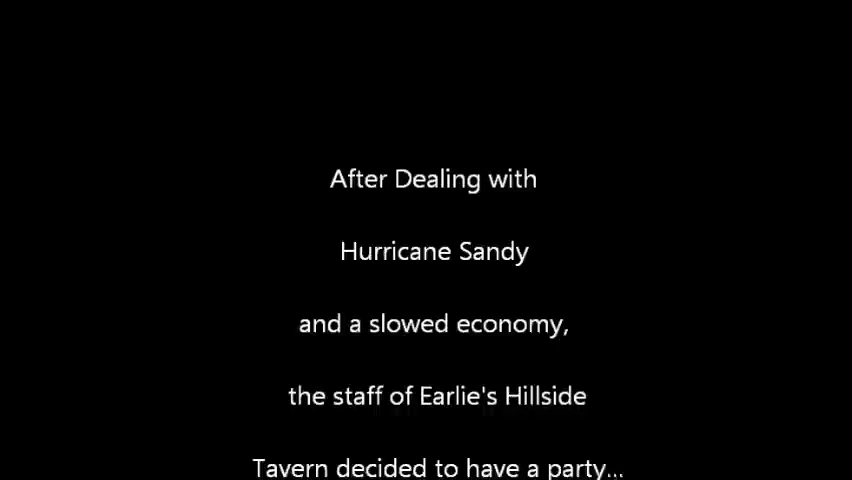 After Dealing with
Hurricane Sandy
and a slowed economy,
the staff of Earlie's Hillside
Tavern decided to have a party...